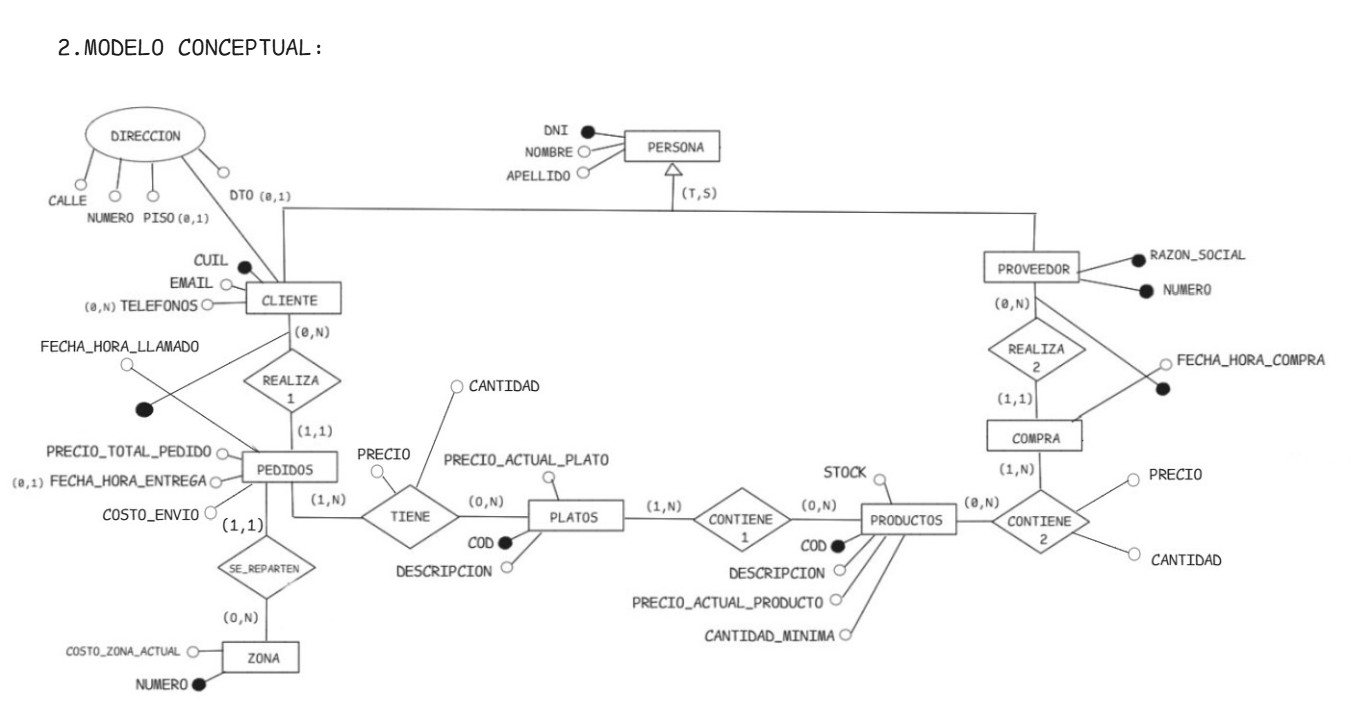 2.MODELO CONCEPTUAL:
DIRECCION
CALLE
NUMERO
PISO (0,1)
DTO (0,1)
DNI
NOMBRE
APELLIDO
PERSONA
(T,S)
CUIL
EMAIL
(0,N) TELEFONOS
CLIENTE
(0,N)
PROVEEDOR
RAZON_SOCIAL
NUMERO
(0,N)
FECHA_HORA_LLAMADO
REALIZA
1
(1,1)
REALIZA
2
(1,1)
FECHA_HORA_COMPRA
COMPRA
(1,N)
CANTIDAD
PRECIO
PRECIO_TOTAL_PEDIDO
(0,1) FECHA_HORA_ENTREGA
COSTO_ENVIO
PEDIDOS
(1,1)
(1,N)
TIENE
(O,N)
PRECIO_ACTUAL_PLATO
PLATOS
COD
DESCRIPCION
(1,N)
CONTIENE
1
(O,N)
STOCK
PRODUCTOS
COD
DESCRIPCION
PRECIO_ACTUAL_PRODUCTO
CANTIDAD_MINIMA
(0,N)
CONTIENE
2
PRECIO
CANTIDAD
SE_REPARTEN
(O,N)
COSTO_ZONA_ACTUAL
NUMERO
ZONA